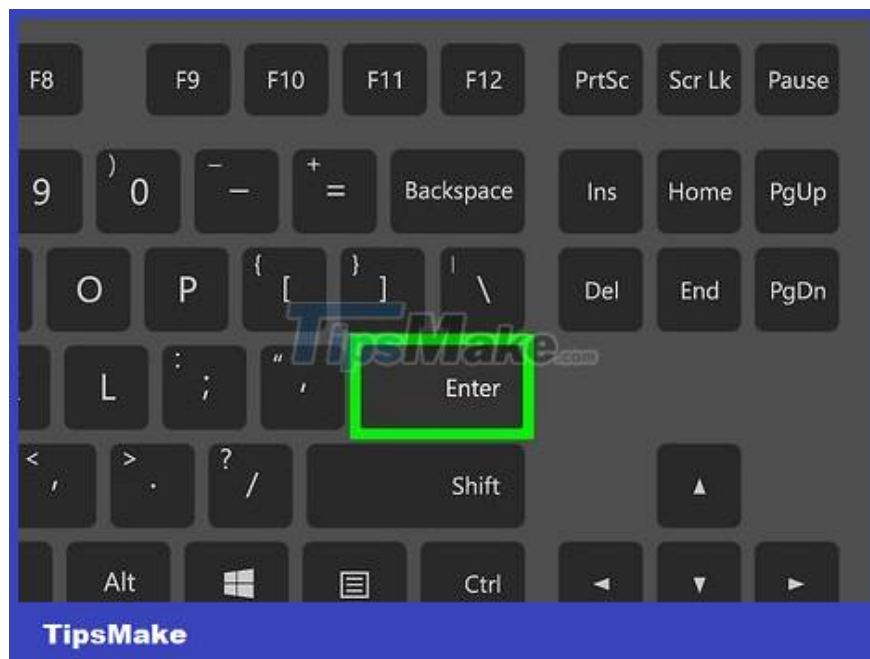 F8 F9 F10 F11 F12 PrtSc Scr Lk Pause
9 ) 0 – – + = Backspace Ins Home PgUp
O P { [ } ] | \ Del End PgDn
TipsMake.com
L : ; " ' Enter
< , > . ? / Shift
Alt Ctrl
TipsMake